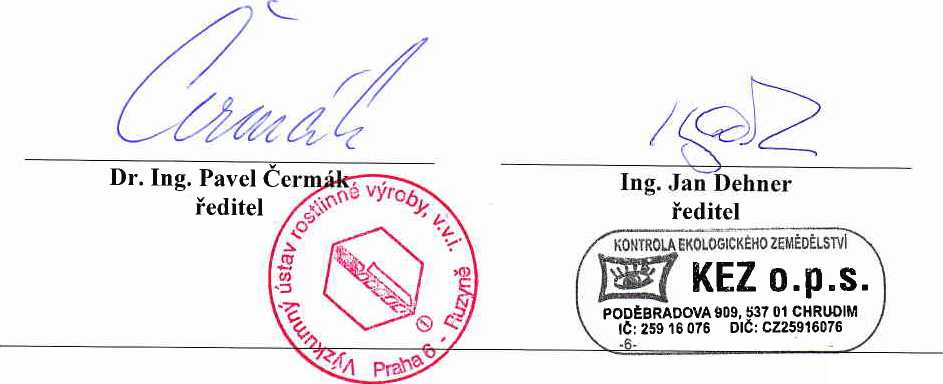 Čermák
Dr. Ing. Pavel Čermák
ředitel
Výzkumný ústav rostlinné výroby, v.v.i.
Praha 6 - Ruzyně
1
Ing. Jan Dehner
ředitel
KONTROLA EKOLOGICKÉHO ZEMĚDĚLSTVÍ
KEZ o.p.s.
PODĚBRADOVA 909, 537 01 CHRUDIM
IČ: 259 16 076 DIČ: CZ25916076
-6-